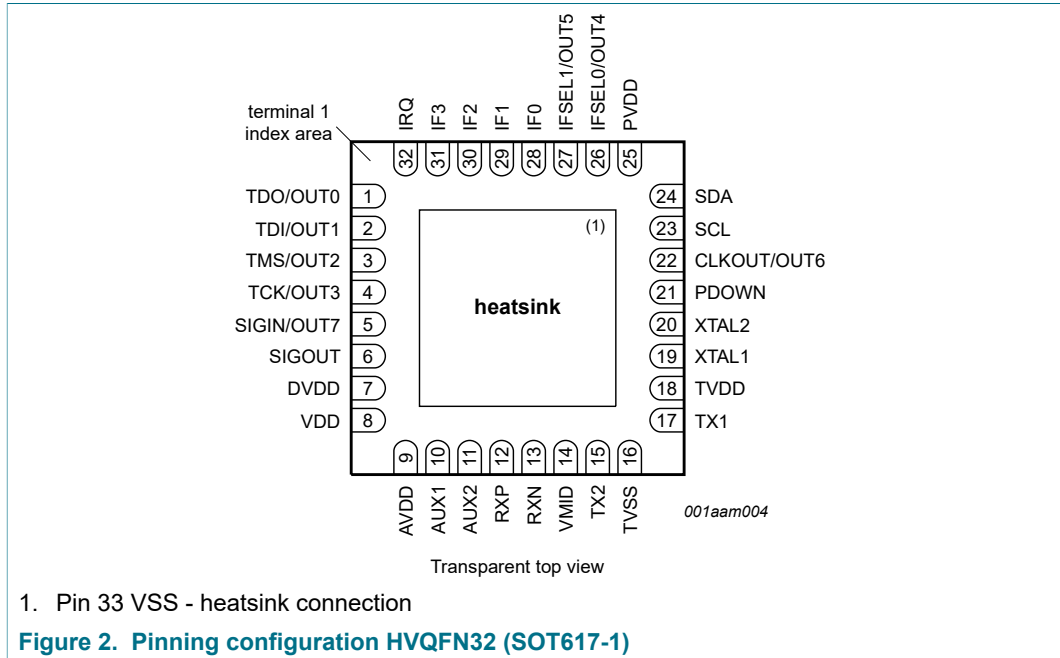 IRQ
IF3
IF2
IF1
IF0
IFSEL1/OUT5
IFSEL0/OUT4
PVDD
terminal 1
index area
32
31
30
29
28
27
26
25
TDO/OUT0 1
TDI/OUT1 2
TMS/OUT2 3
TCK/OUT3 4
SIGIN/OUT7 5
SIGOUT 6
DVDD 7
VDD 8
(1)
heatsink
24 SDA
23 SCL
22 CLKOUT/OUT6
21 PDOWN
20 XTAL2
19 XTAL1
18 TVDD
17 TX1
9
10
11
12
13
14
15
16
AVDD
AUX1
AUX2
RXP
RXN
VMID
TX2
TVSS
001aam004
Transparent top view
1. Pin 33 VSS - heatsink connection
Figure 2. Pinning configuration HVQFN32 (SOT617-1)